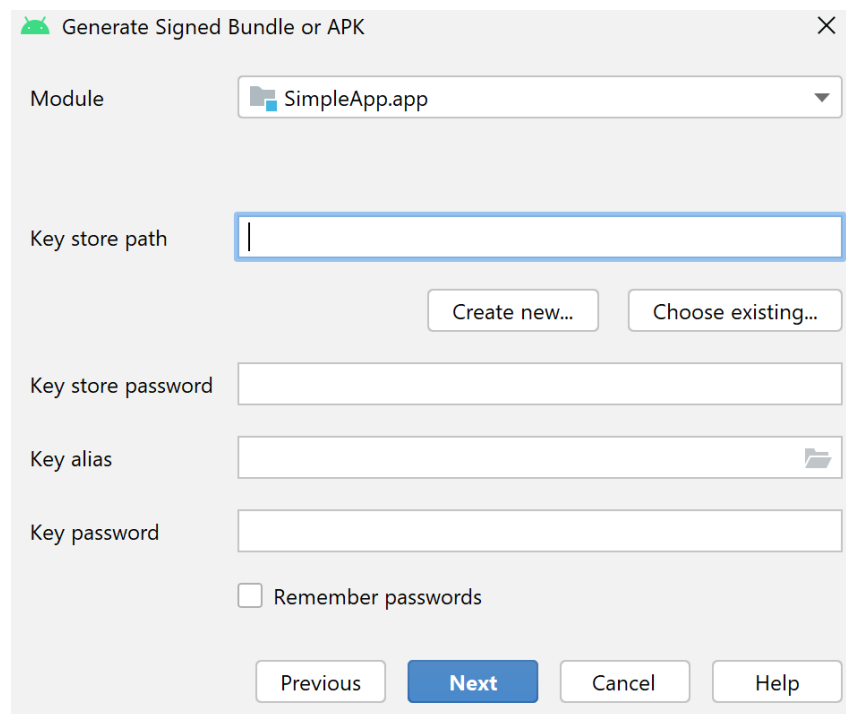 Generate Signed Bundle or APK
Module
SimpleApp.app
Key store path
Create new...
Choose existing...
Key store password
Key alias
Key password
Remember passwords
Previous
Next
Cancel
Help